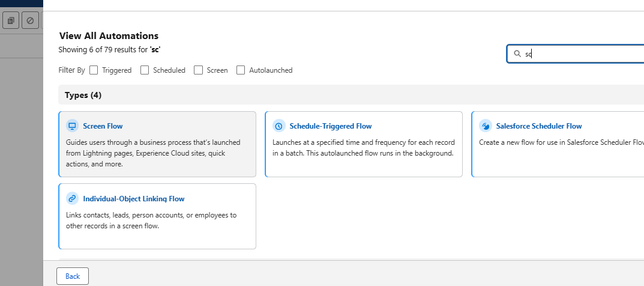 View All Automations
Showing 6 of 79 results for 'sc'
sc
Filter By Triggered Scheduled Screen Autolaunched
Types (4)
Screen Flow
Guides users through a business process that's launched
from Lightning pages, Experience Cloud sites, quick
actions, and more.
Schedule-Triggered Flow
Launches at a specified time and frequency for each record
in a batch. This autolaunched flow runs in the background.
Salesforce Scheduler Flow
Create a new flow for use in Salesforce Scheduler
Individual-Object Linking Flow
Links contacts, leads, person accounts, or employees to
other records in a screen flow.
Back